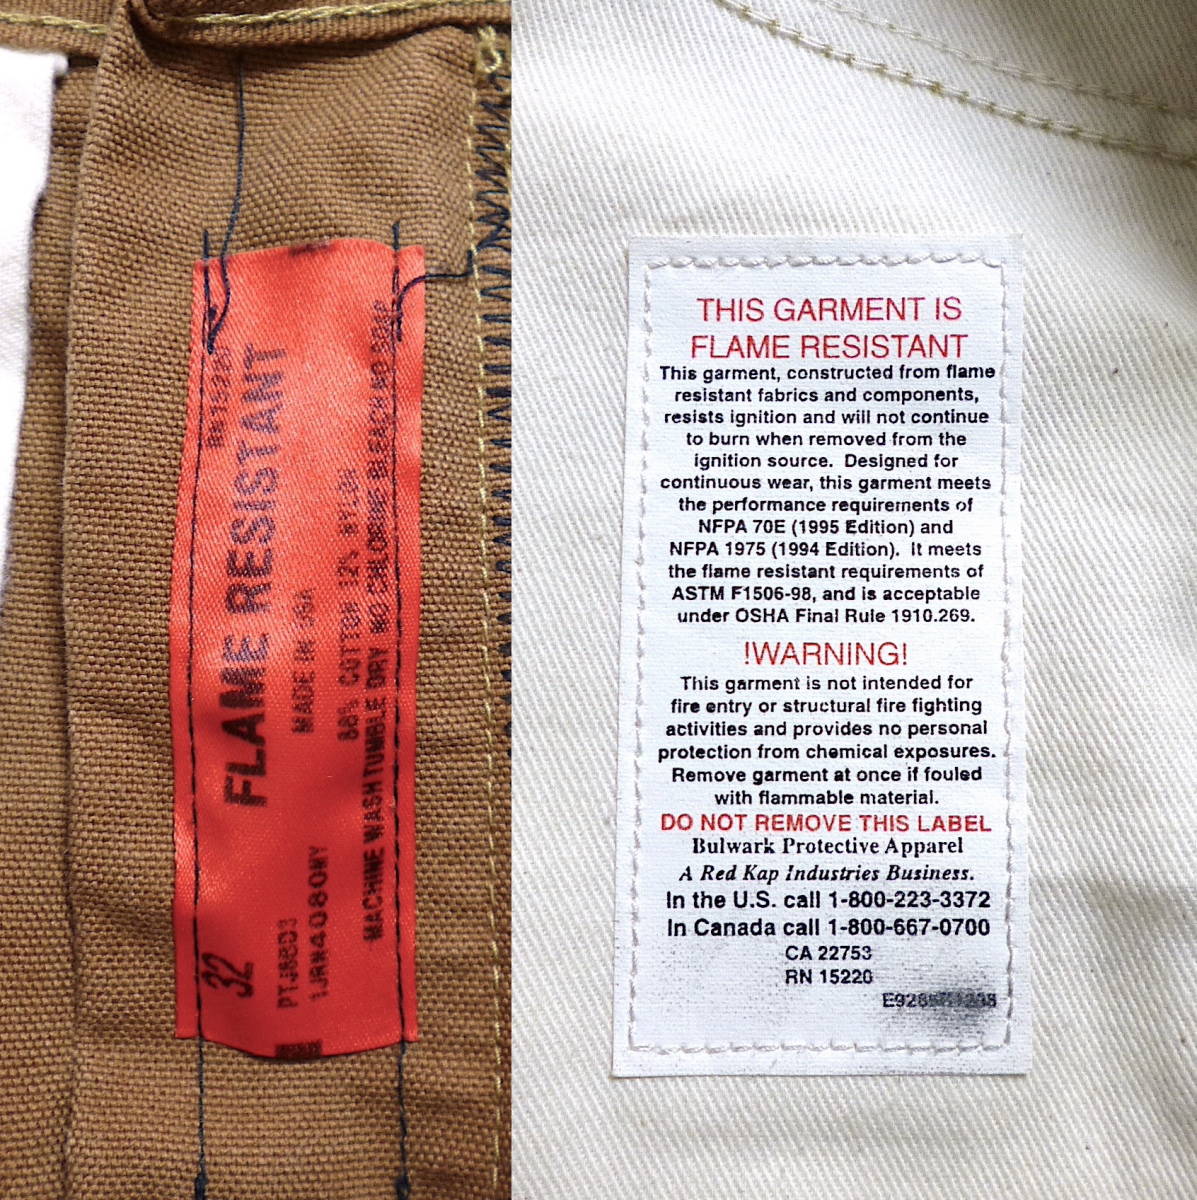 RN 15220
FLAME RESISTANT
MADE IN USA
88% COTTON 12% NYLON
MACHINE WASH TUMBLE DRY NO CHLORINE BLEACH NO SOAP
32
1JRN4080WY
THIS GARMENT IS
FLAME RESISTANT
This garment, constructed from flame
resistant fabrics and components,
resists ignition and will not continue
to burn when removed from the
ignition source. Designed for
continuous wear, this garment meets
the performance requirements of
NFPA 70E (1995 Edition) and
NFPA 1975 (1994 Edition). It meets
the flame resistant requirements of
ASTM F1506-98, and is acceptable
under OSHA Final Rule 1910.269.
!WARNING!
This garment is not intended for
fire entry or structural fire fighting
activities and provides no personal
protection from chemical exposures.
Remove garment at once if fouled
with flammable material.
DO NOT REMOVE THIS LABEL
Bulwark Protective Apparel
A Red Kap Industries Business.
In the U.S. call 1-800-223-3372
In Canada call 1-800-667-0700
CA 22753
RN 15220